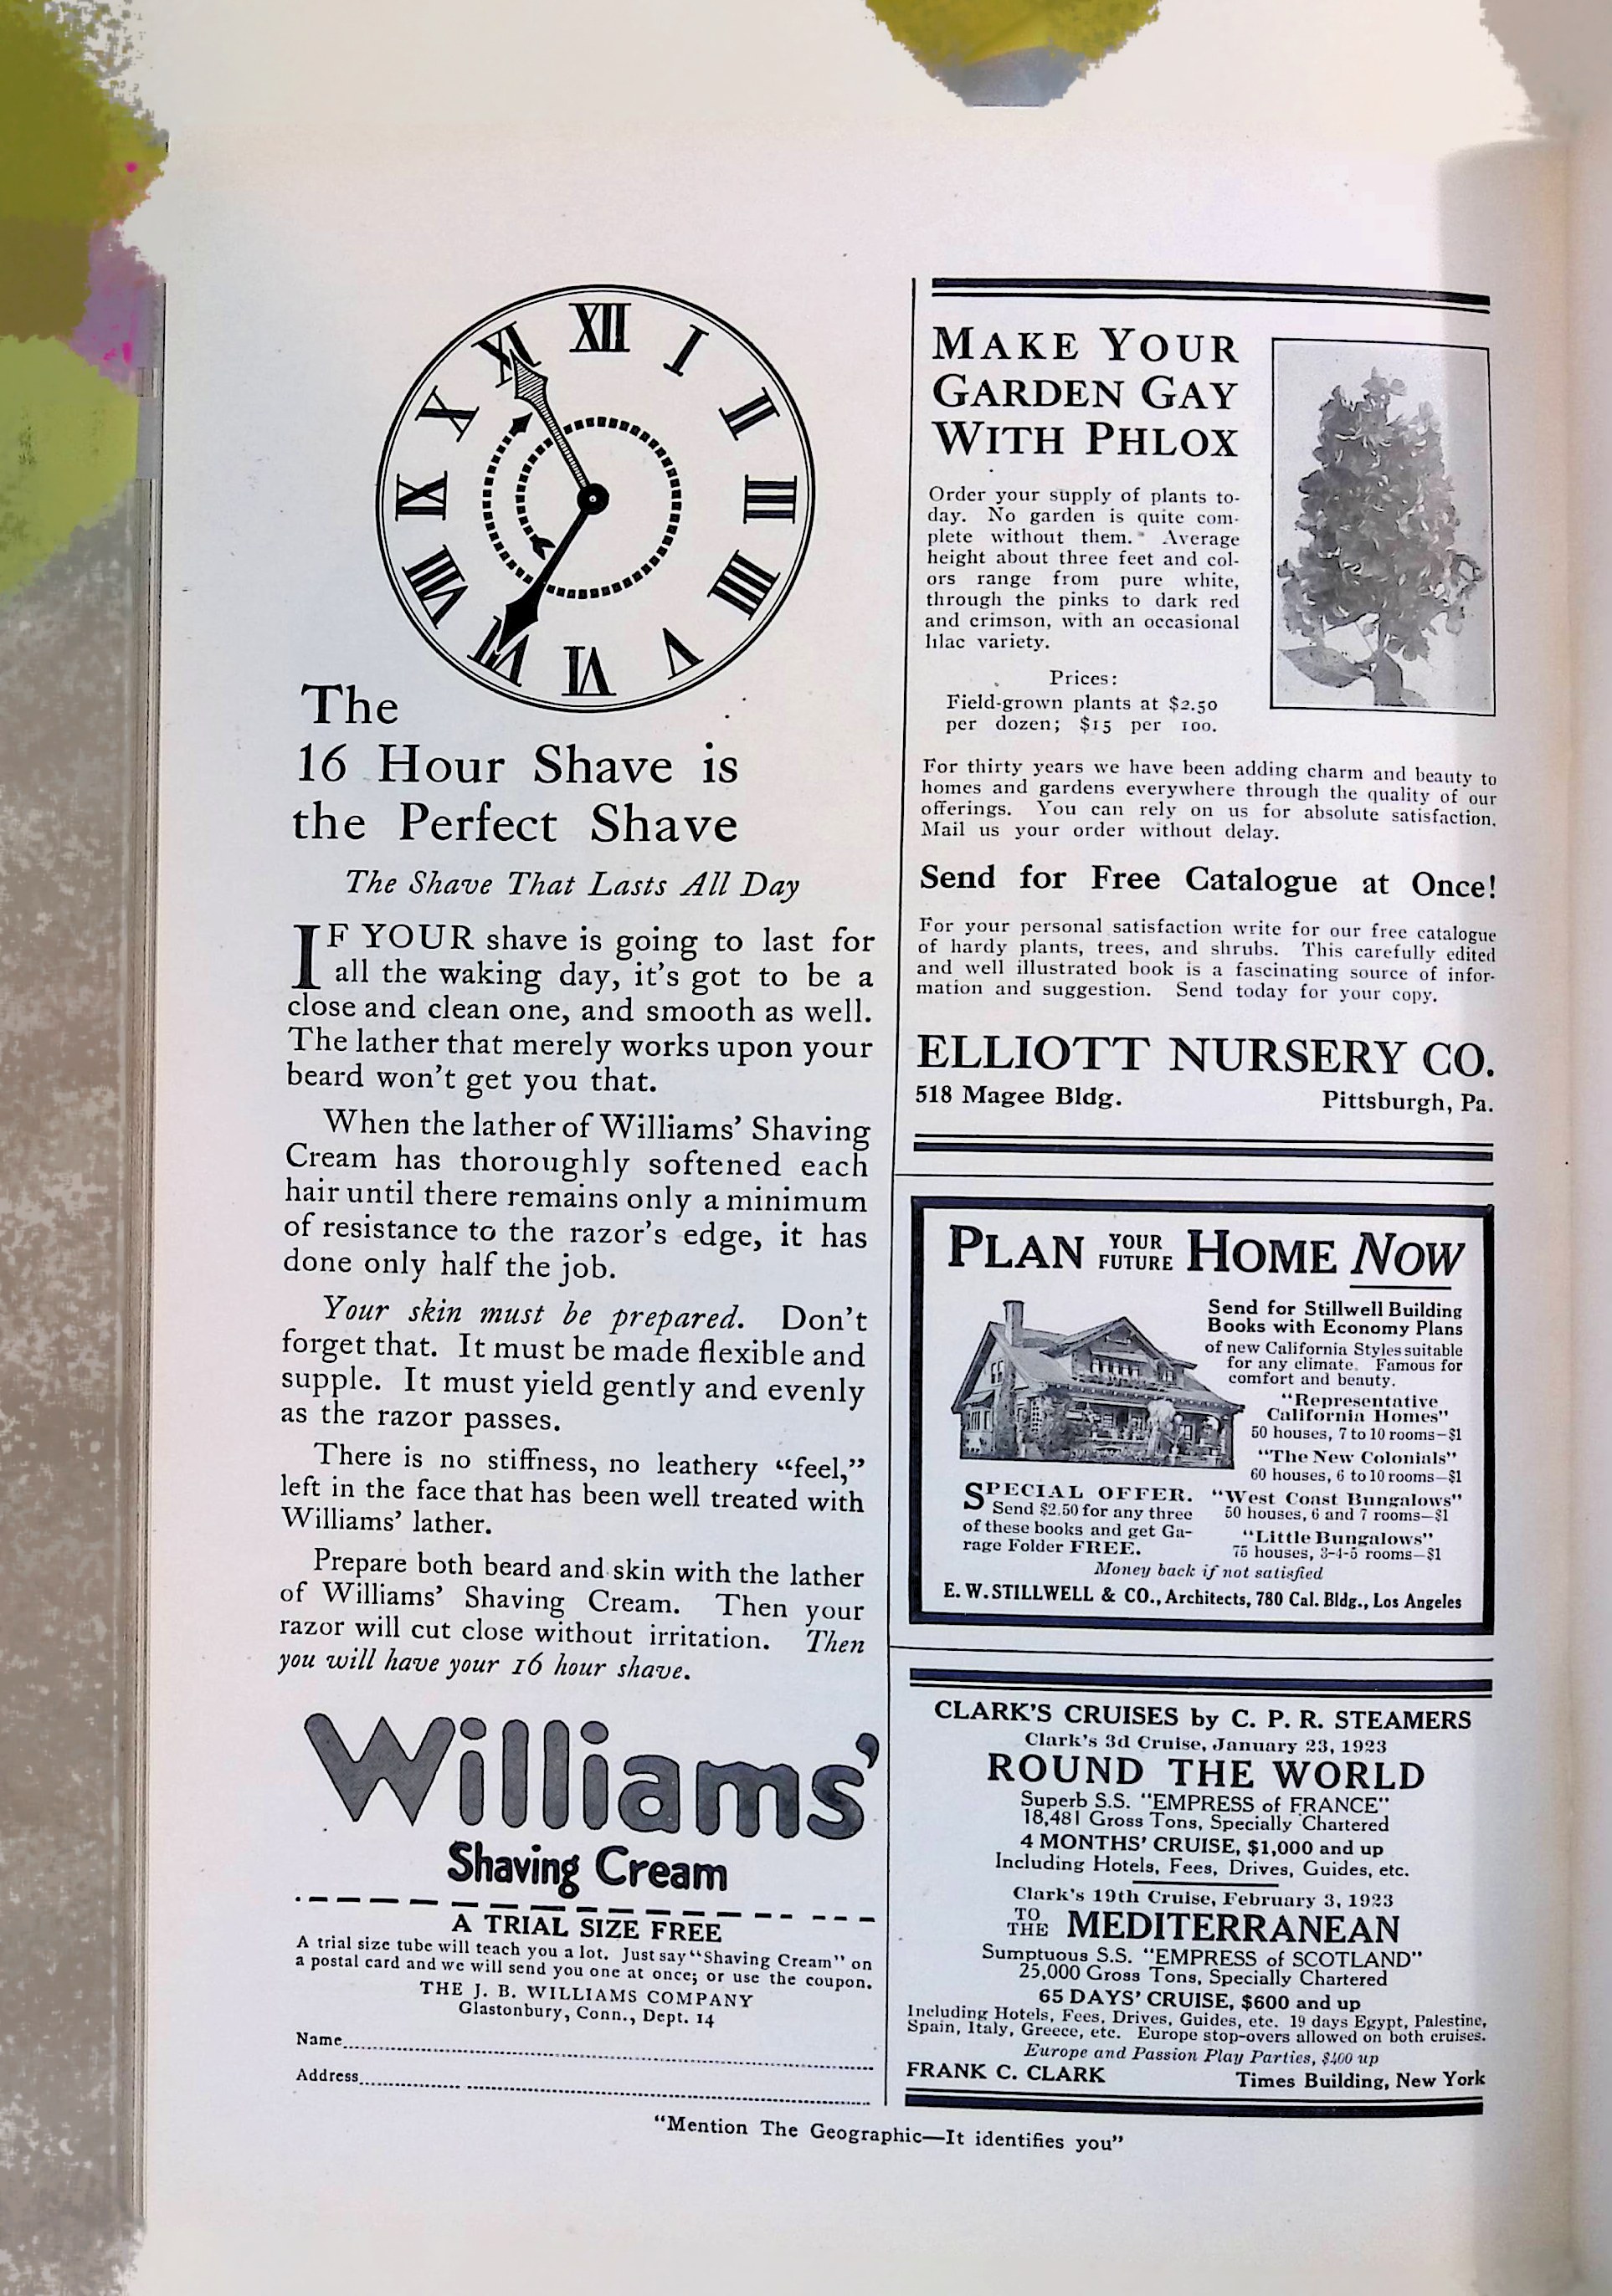 XII
I
II
III
IIII
V
VI
VII
VIII
IX
X
XI
The
16 Hour Shave is
the Perfect Shave
The Shave That Lasts All Day
IF YOUR shave is going to last for
all the waking day, it's got to be a
close and clean one, and smooth as well.
The lather that merely works upon your
beard won't get you that.
When the lather of Williams' Shaving
Cream has thoroughly softened each
hair until there remains only a minimum
of resistance to the razor's edge, it has
done only half the job.
Your skin must be prepared. Don't
forget that. It must be made flexible and
supple. It must yield gently and evenly
as the razor passes.
There is no stiffness, no leathery "feel,"
left in the face that has been well treated with
Williams' lather.
Prepare both beard and skin with the lather
of Williams' Shaving Cream. Then your
razor will cut close without irritation. Then
you will have your 16 hour shave.
Williams'
Shaving Cream
A TRIAL SIZE FREE
A trial size tube will teach you a lot. Just say "Shaving Cream" on
a postal card and we will send you one at once; or use the coupon.
THE J. B. WILLIAMS COMPANY
Glastonbury, Conn., Dept. 14
Name
Address
MAKE YOUR
GARDEN GAY
WITH PHLOX
Order your supply of plants to-
day. No garden is quite com-
plete without them. Average
height about three feet and col-
ors range from pure white,
through the pinks to dark red
and crimson, with an occasional
lilac variety.
Prices:
Field-grown plants at $2.50
per dozen; $15 per 100.
For thirty years we have been adding charm and beauty to
homes and gardens everywhere through the quality of our
offerings. You can rely on us for absolute satisfaction.
Mail us your order without delay.
Send for Free Catalogue at Once!
For your personal satisfaction write for our free catalogue
of hardy plants, trees, and shrubs. This carefully edited
and well illustrated book is a fascinating source of infor-
mation and suggestion. Send today for your copy.
ELLIOTT NURSERY CO.
518 Magee Bldg. Pittsburgh, Pa.
PLAN YOUR FUTURE HOME NOW
Send for Stillwell Building
Books with Economy Plans
of new California Styles suitable
for any climate. Famous for
comfort and beauty.
"Representative
California Homes"
50 houses, 7 to 10 rooms—$1
"The New Colonials"
60 houses, 6 to 10 rooms—$1
"West Coast Bungalows"
50 houses, 6 and 7 rooms—$1
"Little Bungalows"
75 houses, 3-4-5 rooms—$1
SPECIAL OFFER.
Send $2.50 for any three
of these books and get Ga-
rage Folder FREE.
Money back if not satisfied
E. W. STILLWELL & CO., Architects, 780 Cal. Bldg., Los Angeles
CLARK'S CRUISES by C. P. R. STEAMERS
Clark's 3d Cruise, January 23, 1923
ROUND THE WORLD
Superb S.S. "EMPRESS of FRANCE"
18,481 Gross Tons, Specially Chartered
4 MONTHS' CRUISE, $1,000 and up
Including Hotels, Fees, Drives, Guides, etc.
Clark's 19th Cruise, February 3, 1923
TO THE MEDITERRANEAN
Sumptuous S.S. "EMPRESS of SCOTLAND"
25,000 Gross Tons, Specially Chartered
65 DAYS' CRUISE, $600 and up
Including Hotels, Fees, Drives, Guides, etc. 19 days Egypt, Palestine,
Spain, Italy, Greece, etc. Europe stop-overs allowed on both cruises.
Europe and Passion Play Parties, $400 up
FRANK C. CLARK Times Building, New York
"Mention The Geographic—It identifies you"